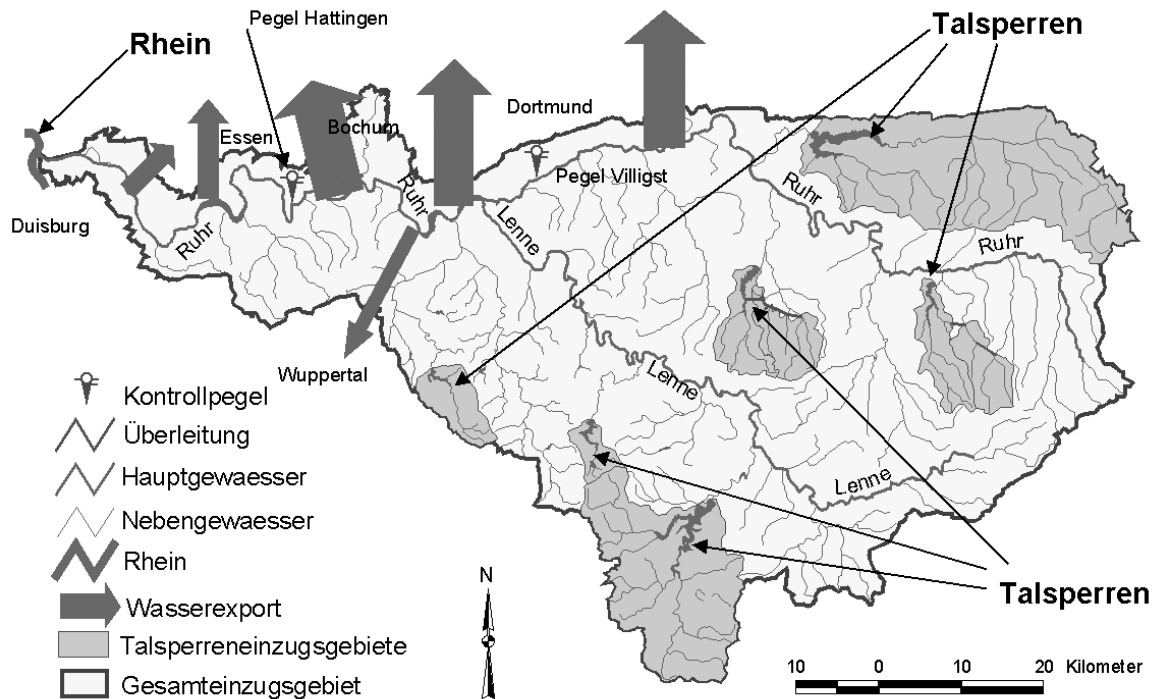 Pegel Hattingen
Rhein
Talsperren
Dortmund
Essen
Bochum
Pegel Villigst
Duisburg
Ruhr
Ruhr
Lenne
Ruhr
Ruhr
Wuppertal
Lenne
Lenne
Talsperren
Kontrollpegel
Überleitung
Hauptgewaesser
Nebengewaesser
Rhein
Wasserexport
Talsperreneinzugsgebiete
Gesamteinzugsgebiet
N
10 0 10 20 Kilometer